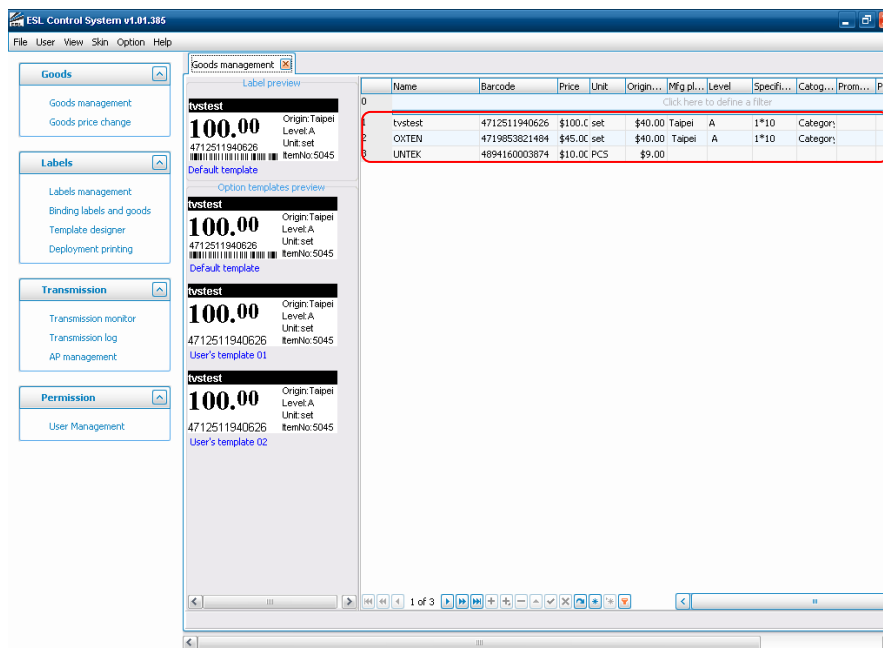 ESL Control System v1.01.385
File User View Skin Option Help
Goods
Goods management
Goods price change
Labels
Labels management
Binding labels and goods
Template designer
Deployment printing
Transmission
Transmission monitor
Transmission log
AP management
Permission
User Management
Goods management
Label preview
tvstest
100.00
Origin:Taipei
Level:A
Unit:set
4712511940626
ItemNo:5045
Default template
Option templates preview
tvstest
100.00
Origin:Taipei
Level:A
Unit:set
4712511940626
ItemNo:5045
Default template
tvstest
100.00
Origin:Taipei
Level:A
Unit:set
4712511940626
ItemNo:5045
User's template 01
tvstest
100.00
Origin:Taipei
Level:A
Unit:set
4712511940626
ItemNo:5045
User's template 02
Name Barcode Price Unit Origin... Mfg pl... Level Specifi... Catog... Prom... P
0 Click here to define a filter
1 tvstest 4712511940626 $100.0 set $40.00 Taipei A 1*10 Category
2 OXTEN 4719853821484 $45.00 set $40.00 Taipei A 1*10 Category
3 UNTEK 4894160003874 $10.00 PCS $9.00
1 of 3